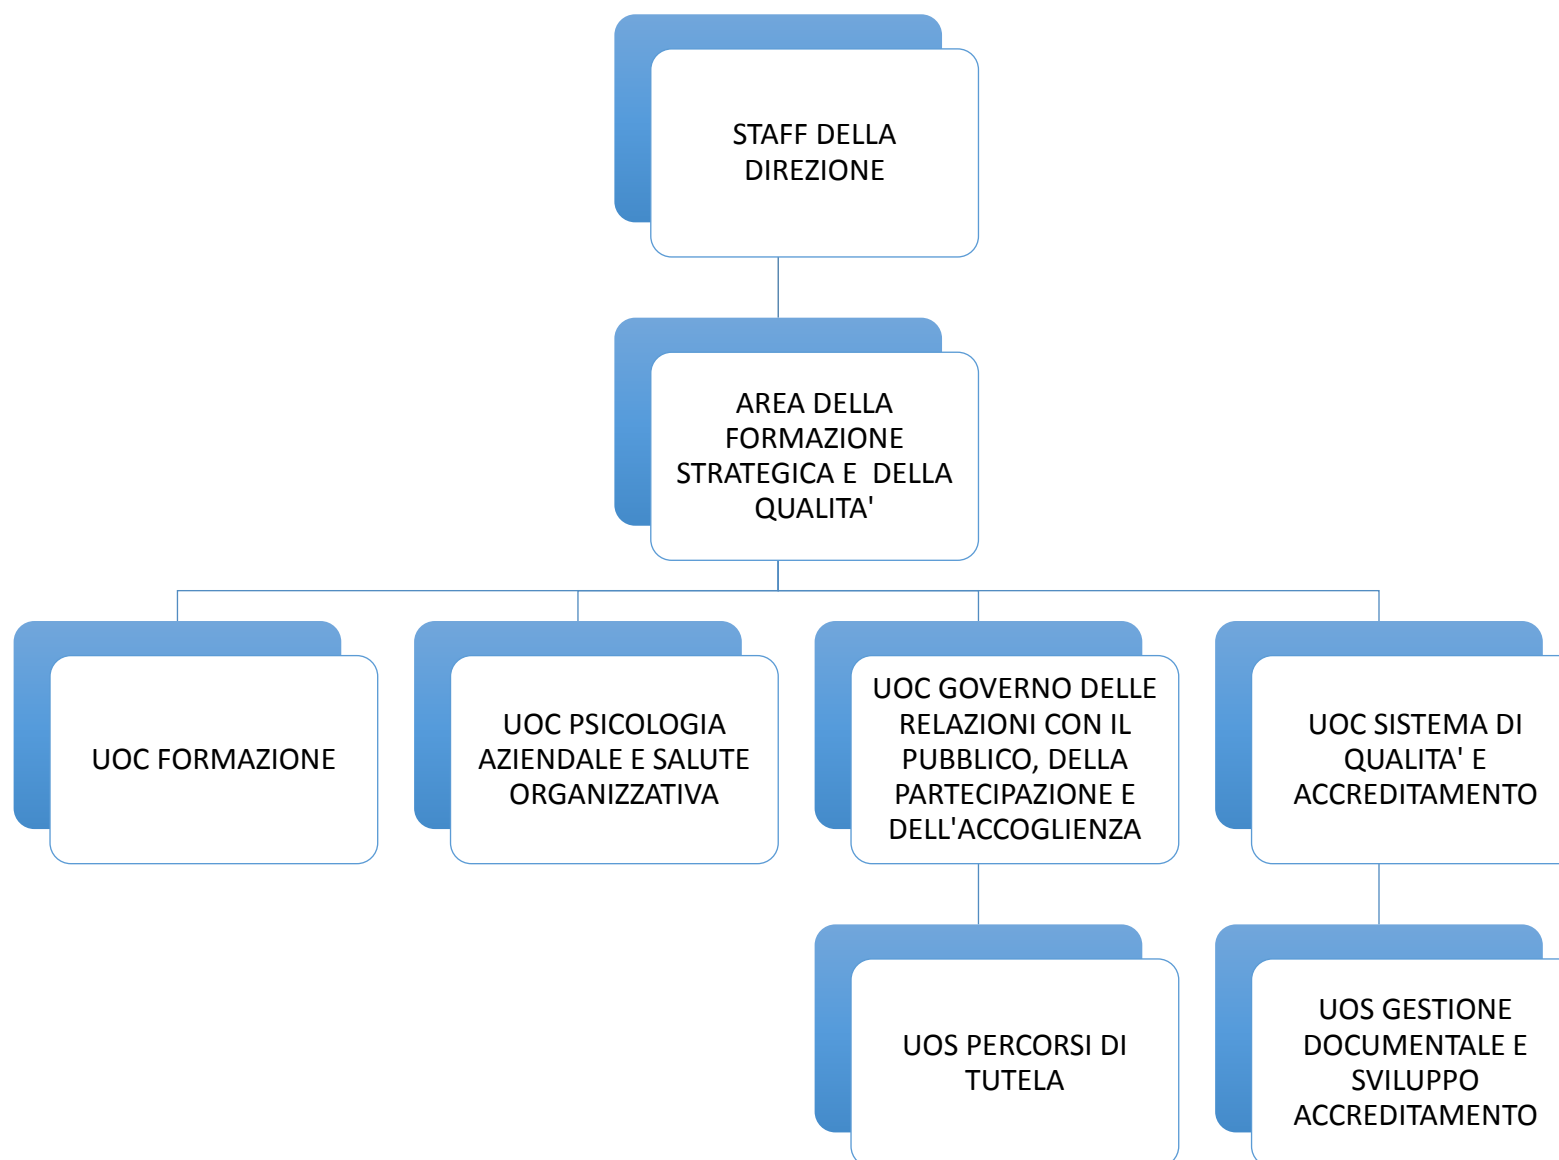 STAFF DELLA
DIREZIONE
AREA DELLA
FORMAZIONE
STRATEGICA E  DELLA
QUALITA'
UOC FORMAZIONE
UOC PSICOLOGIA
AZIENDALE E SALUTE
ORGANIZZATIVA
UOC GOVERNO DELLE
RELAZIONI CON IL
PUBBLICO, DELLA
PARTECIPAZIONE E
DELL'ACCOGLIENZA
UOC SISTEMA DI
QUALITA' E
ACCREDITAMENTO
UOS PERCORSI DI
TUTELA
UOS GESTIONE
DOCUMENTALE E
SVILUPPO
ACCREDITAMENTO